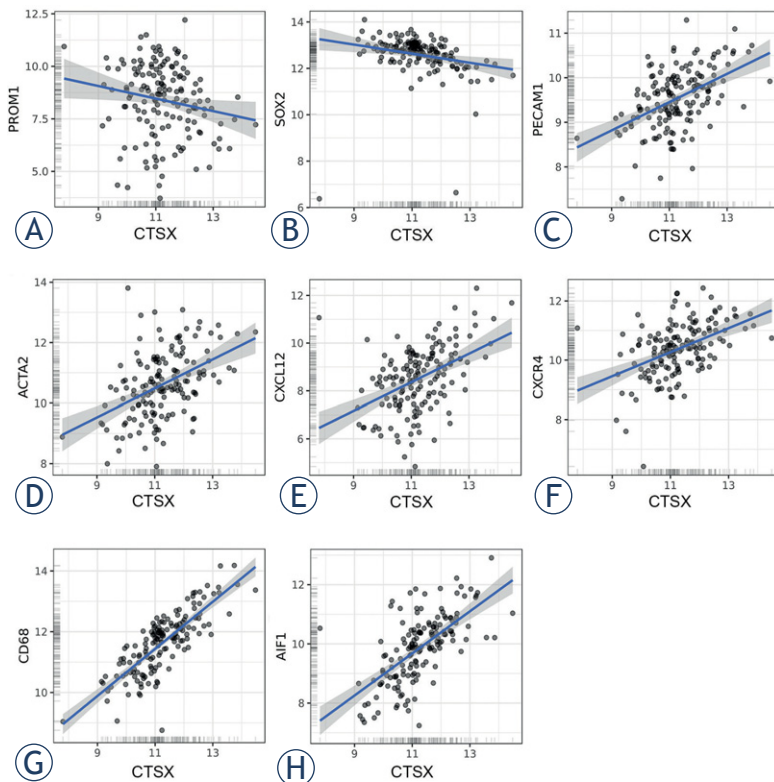 12.5
10.0
7.5
5.0
PROM1
9
11
13
CTSX
A
14
12
10
8
6
SOX2
9
11
13
CTSX
B
11
10
9
8
PECAM1
9
11
13
CTSX
C
14
12
10
8
ACTA2
9
11
13
CTSX
D
12
10
8
6
CXCL12
9
11
13
CTSX
E
12
10
8
CXCR4
9
11
13
CTSX
F
14
12
10
CD68
9
11
13
CTSX
G
12
10
8
AIF1
9
11
13
CTSX
H